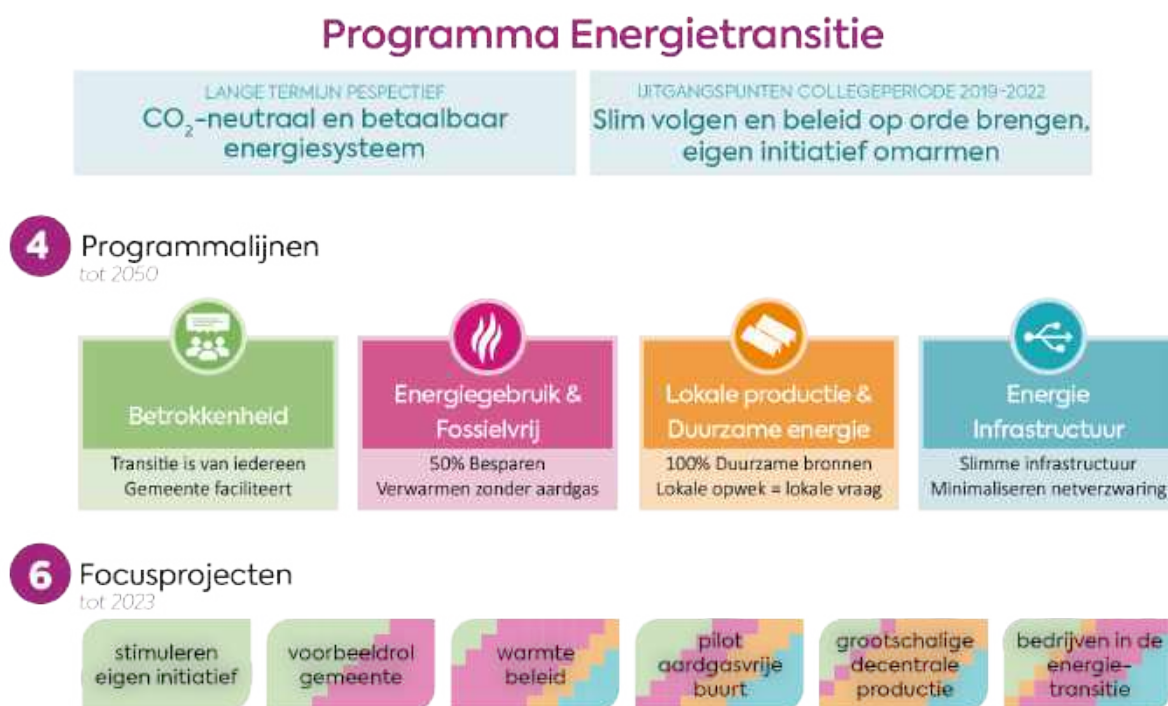 Programma Energietransitie
LANGE TERMIJN PESPECTIEF
CO₂-neutraal en betaalbaar
energiesysteem
UITGANGSPUNTEN COLLEGEPERIODE 2019-2022
Slim volgen en beleid op orde brengen,
eigen initiatief omarmen
4 Programmalijnen
tot 2050
Betrokkenheid
Transitie is van iedereen
Gemeente faciliteert
Energiegebruik &
Fossielvrij
50% Besparen
Verwarmen zonder aardgas
Lokale productie &
Duurzame energie
100% Duurzame bronnen
Lokale opwek = lokale vraag
Energie
Infrastructuur
Slimme infrastructuur
Minimaliseren netverzwaring
6 Focusprojecten
tot 2023
stimuleren
eigen initiatief
voorbeeldrol
gemeente
warmte
beleid
pilot
aardgasvrije
buurt
grootschalige
decentrale
productie
bedrijven in de
energie-
transitie